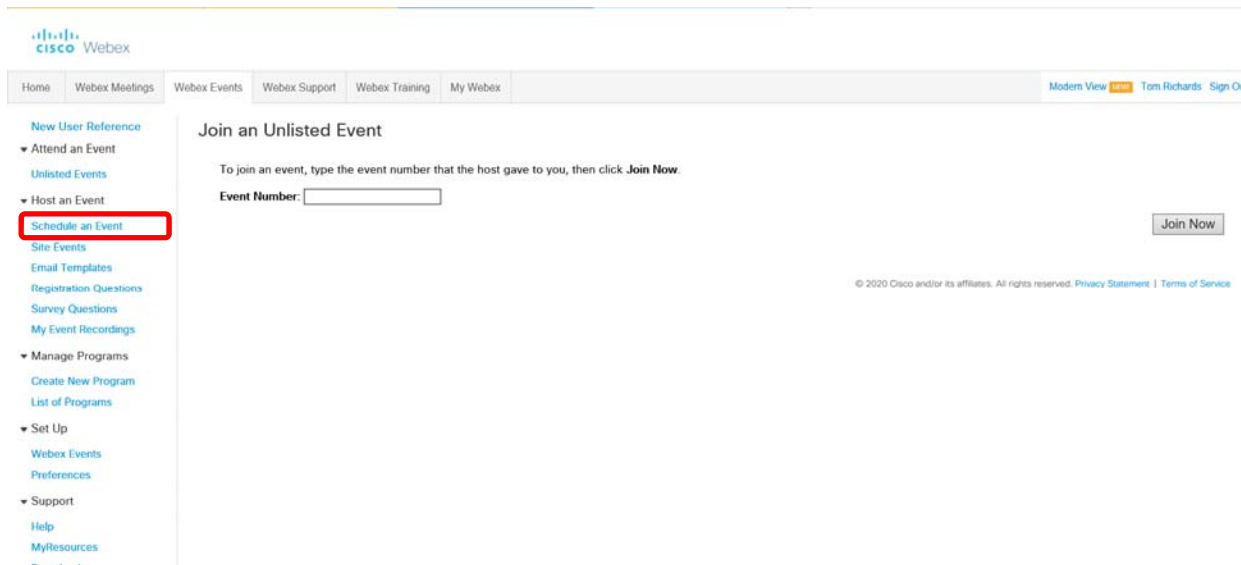 cisco Webex
Home Webex Meetings Webex Events Webex Support Webex Training My Webex Modern View NEW Tom Richards Sign
New User Reference
Attend an Event
Unlisted Events
Host an Event
Schedule an Event
Site Events
Email Templates
Registration Questions
Survey Questions
My Event Recordings
Manage Programs
Create New Program
List of Programs
Set Up
Webex Events
Preferences
Support
Help
MyResources
Join an Unlisted Event
To join an event, type the event number that the host gave to you, then click Join Now.
Event Number:
Join Now
© 2020 Cisco and/or its affiliates. All rights reserved. Privacy Statement | Terms of Service